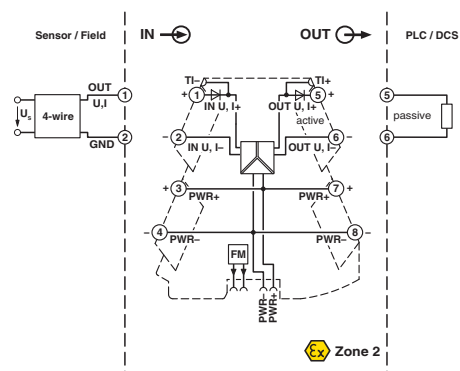 Sensor / Field
IN
OUT
PLC / DCS
TI–
TI+
OUT
U,I
1
+
1
5
+
5
IN U, I+
OUT U, I+
active
Us
4-wire
passive
2
GND
–
2
IN U, I–
OUT U, I–
6
–
6
+
3
PWR+
PWR+
7
+
–
4
PWR–
PWR–
8
–
FM
PWR–
PWR+
Ex
Zone 2